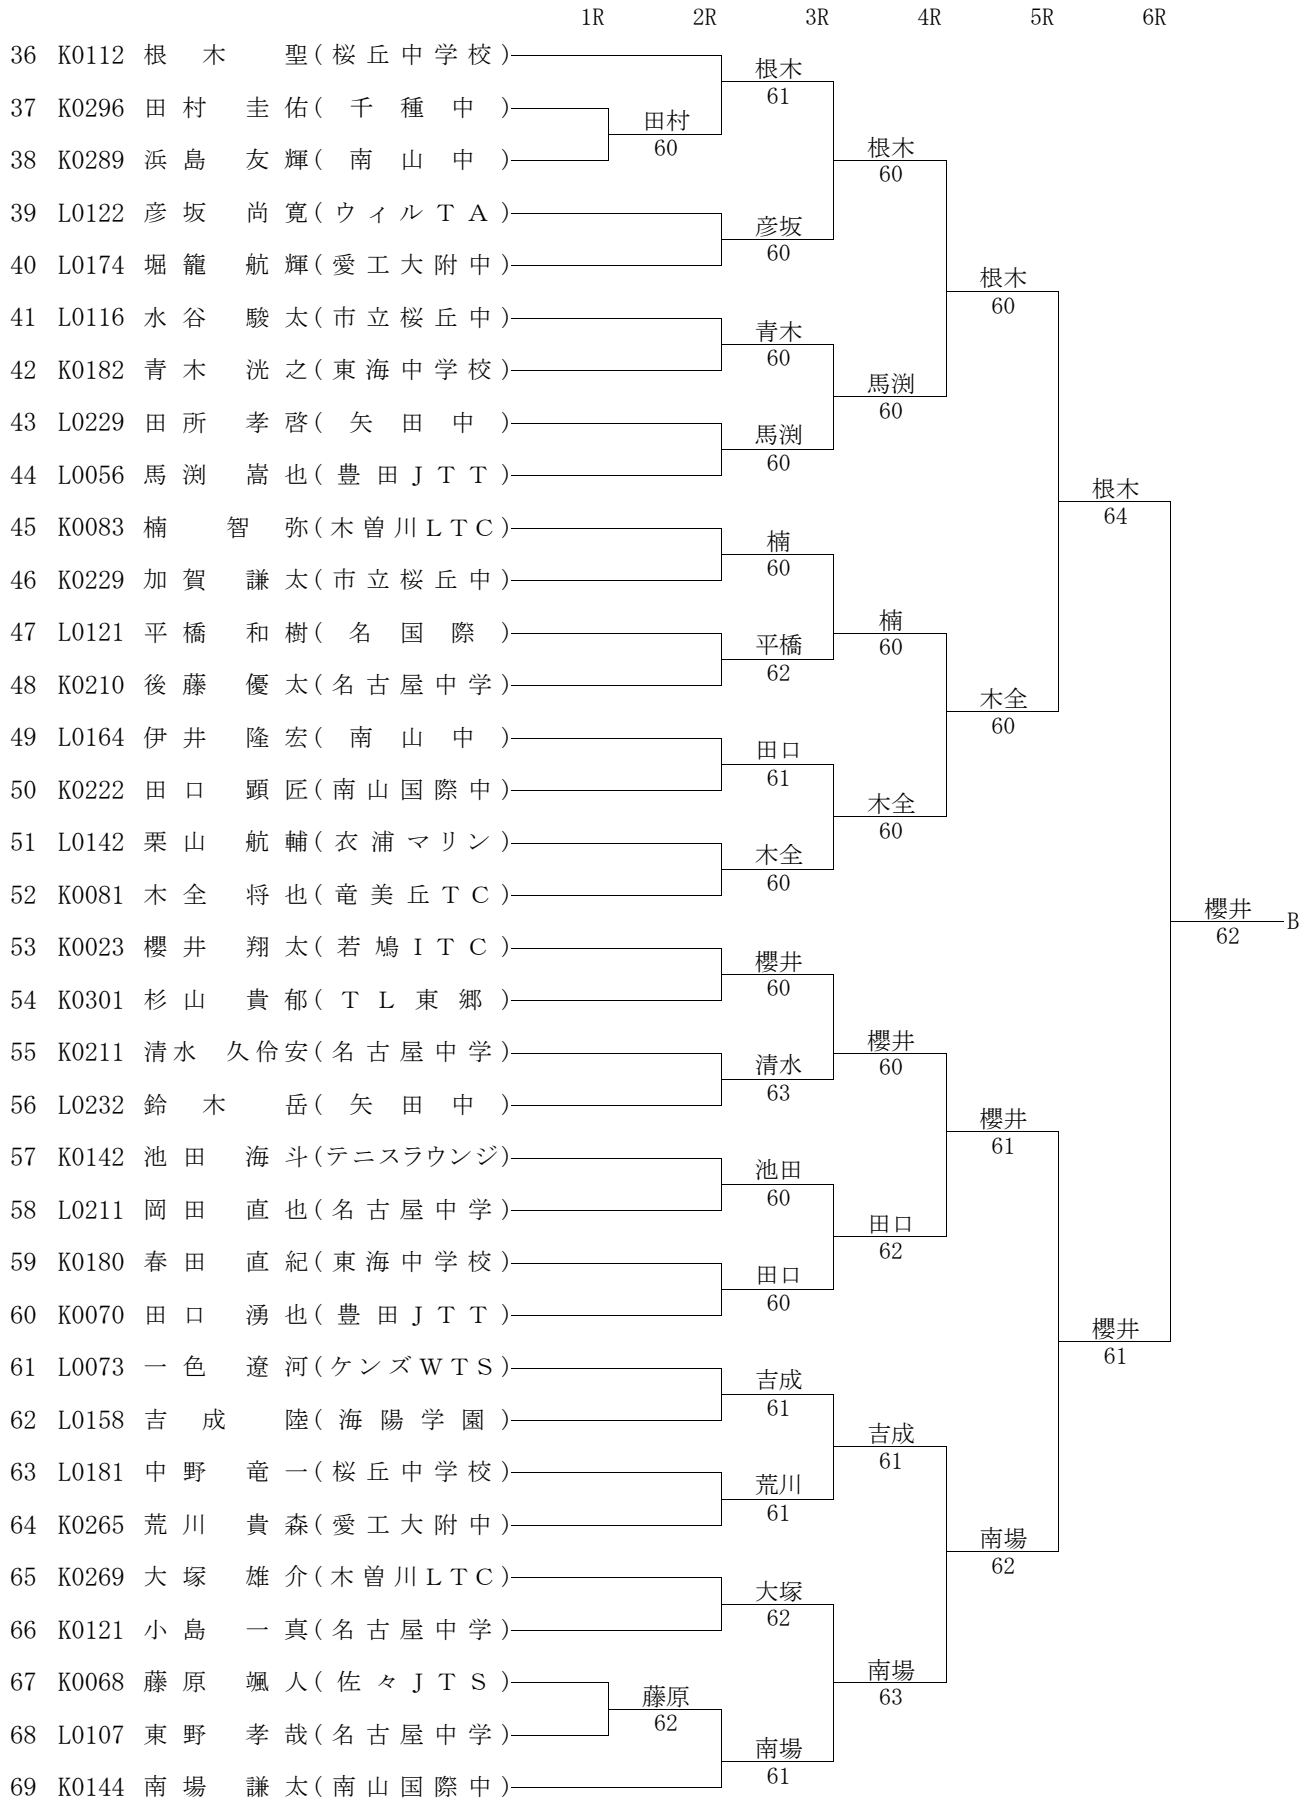 1R 2R 3R 4R 5R 6R
36 K0112 根木 聖(桜丘中学校)
根木
61
37 K0296 田村 圭佑(千種中)
田村
60
38 K0289 浜島 友輝(南山中)
根木
60
39 L0122 彦坂 尚寛(ウィルTA)
彦坂
60
40 L0174 堀籠 航輝(愛工大附中)
根木
60
41 L0116 水谷 駿太(市立桜丘中)
青木
60
42 K0182 青木 洸之(東海中学校)
馬渕
60
43 L0229 田所 孝啓(矢田中)
馬渕
60
44 L0056 馬渕 嵩也(豊田JTT)
根木
64
45 K0083 楠 智弥(木曽川LTC)
楠
60
46 K0229 加賀 謙太(市立桜丘中)
楠
60
47 L0121 平橋 和樹(名国際)
平橋
62
48 K0210 後藤 優太(名古屋中学)
木全
60
49 L0164 伊井 隆宏(南山中)
田口
61
50 K0222 田口 顕匠(南山国際中)
木全
60
51 L0142 栗山 航輔(衣浦マリン)
木全
60
52 K0081 木全 将也(竜美丘TC)
櫻井
62
B
53 K0023 櫻井 翔太(若鳩ITC)
櫻井
60
54 K0301 杉山 貴郁(TL東郷)
櫻井
60
55 K0211 清水 久伶安(名古屋中学)
清水
63
56 L0232 鈴木 岳(矢田中)
櫻井
61
57 K0142 池田 海斗(テニスラウンジ)
池田
60
58 L0211 岡田 直也(名古屋中学)
田口
62
59 K0180 春田 直紀(東海中学校)
田口
60
60 K0070 田口 湧也(豊田JTT)
櫻井
61
61 L0073 一色 遼河(ケンズWTS)
吉成
61
62 L0158 吉成 陸(海陽学園)
吉成
61
63 L0181 中野 竜一(桜丘中学校)
荒川
61
64 K0265 荒川 貴森(愛工大附中)
南場
62
65 K0269 大塚 雄介(木曽川LTC)
大塚
62
66 K0121 小島 一真(名古屋中学)
南場
63
67 K0068 藤原 颯人(佐々JTS)
藤原
62
68 L0107 東野 孝哉(名古屋中学)
南場
61
69 K0144 南場 謙太(南山国際中)